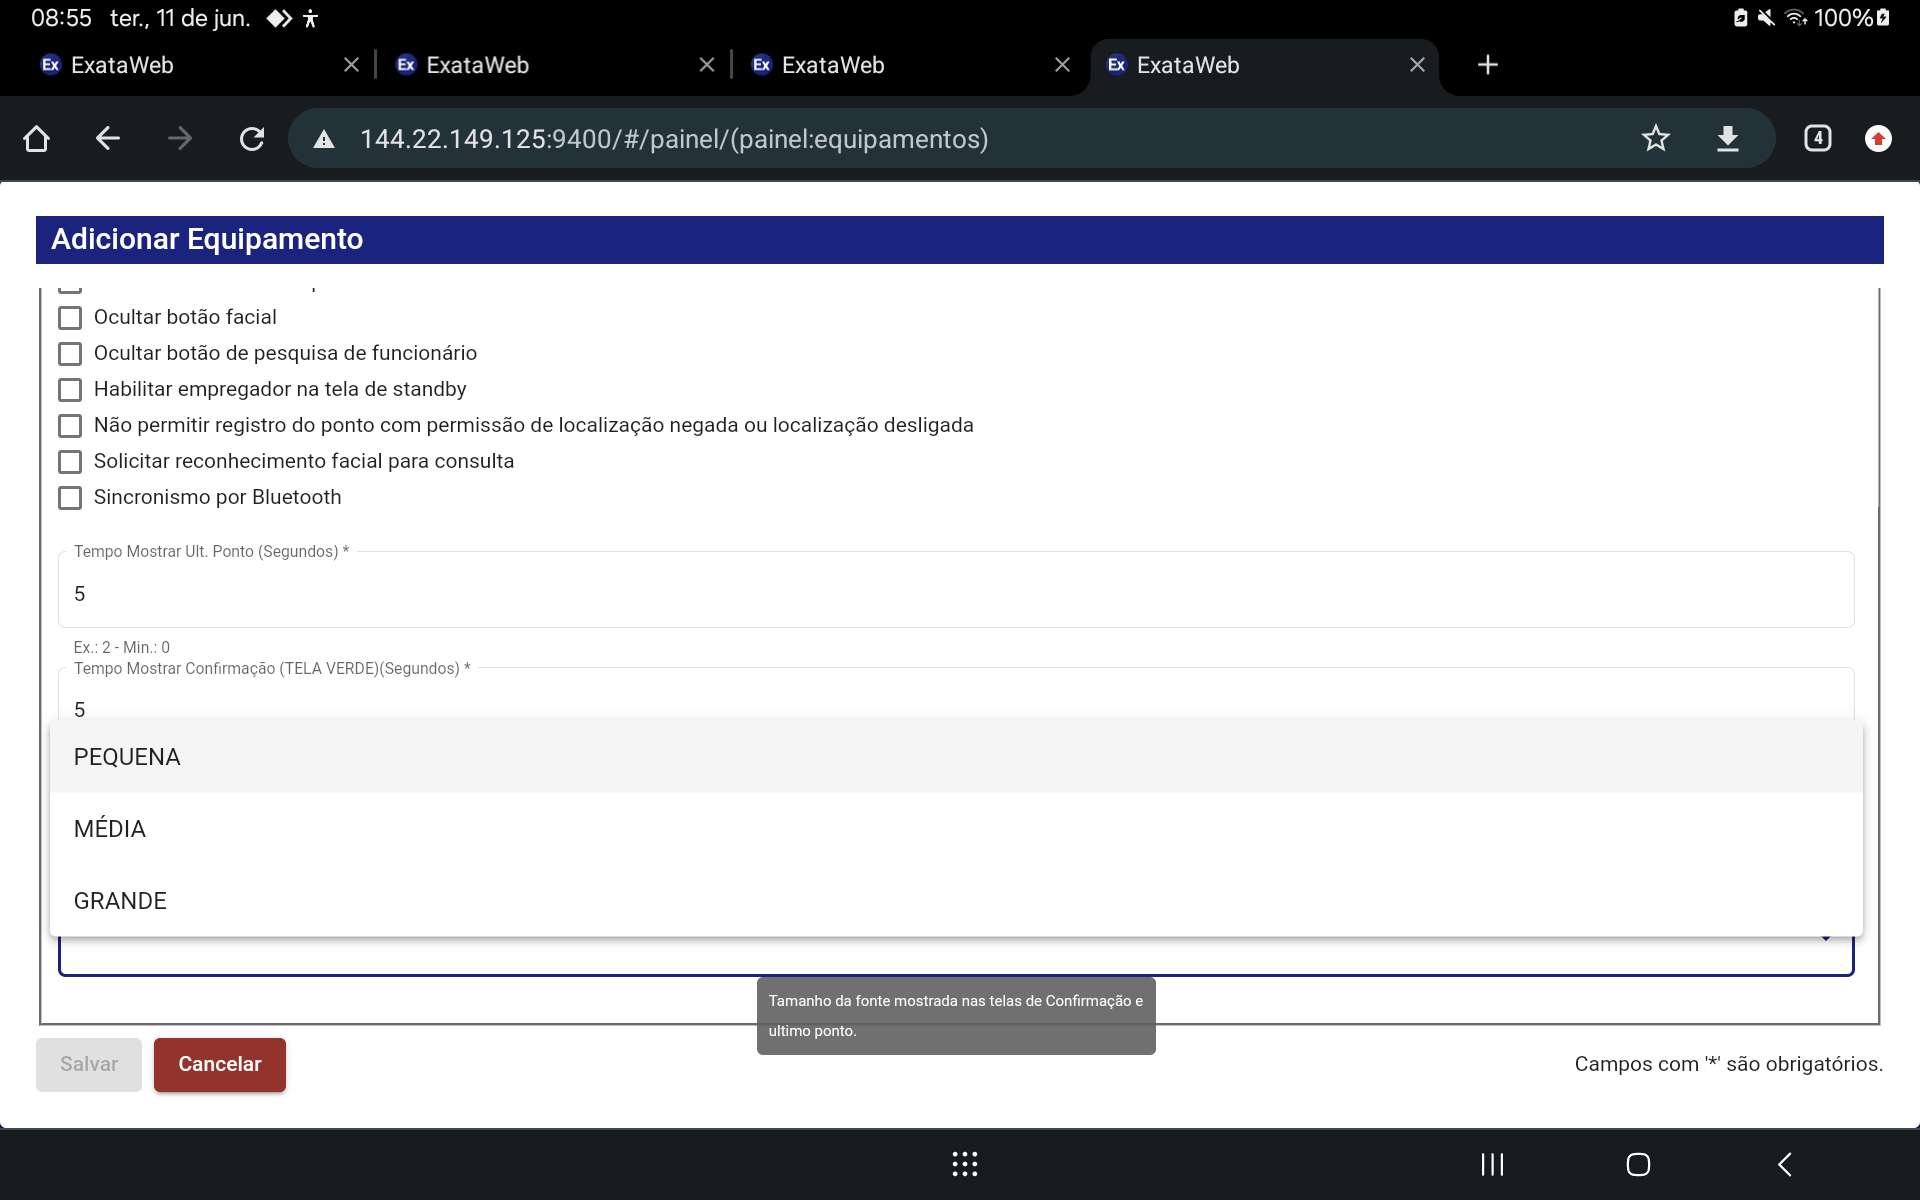 08:55 ter., 11 de jun.
100%
Ex ExataWeb
Ex ExataWeb
Ex ExataWeb
Ex ExataWeb
144.22.149.125:9400/#/painel/(painel:equipamentos)
4
Adicionar Equipamento
Ocultar botão facial
Ocultar botão de pesquisa de funcionário
Habilitar empregador na tela de standby
Não permitir registro do ponto com permissão de localização negada ou localização desligada
Solicitar reconhecimento facial para consulta
Sincronismo por Bluetooth
Tempo Mostrar Ult. Ponto (Segundos) *
5
Ex.: 2 - Min.: 0
Tempo Mostrar Confirmação (TELA VERDE)(Segundos) *
5
PEQUENA
MÉDIA
GRANDE
Tamanho da fonte mostrada nas telas de Confirmação e
ultimo ponto.
Salvar
Cancelar
Campos com '*' são obrigatórios.